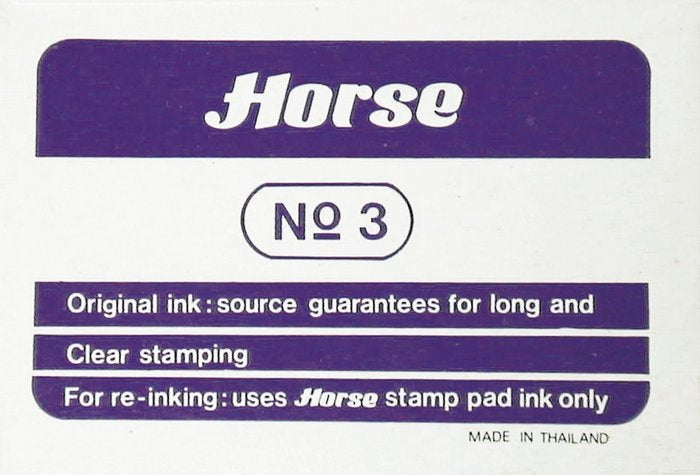 Horse
No 3
Original ink: source guarantees for long and
Clear stamping
For re-inking: uses Horse stamp pad ink only
MADE IN THAILAND